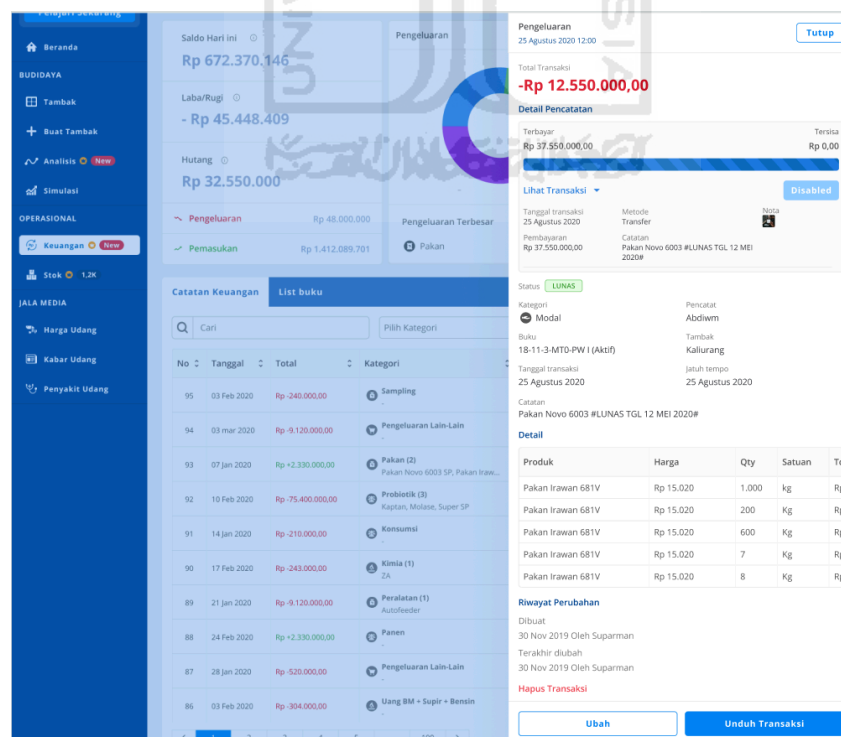 Pelajari Sekarang
Beranda
BUDIDAYA
Tambak
Buat Tambak
Analisis New
Simulasi
OPERASIONAL
Keuangan New
Stok 1,2K
JALA MEDIA
Harga Udang
Kabar Udang
Penyakit Udang
Saldo Hari ini
Rp 672.370.146
Laba/Rugi
- Rp 45.448.409
Hutang
Rp 32.550.000
Pengeluaran Rp 48.000.000
Pemasukan Rp 1.412.089.701
Pengeluaran
-
Pengeluaran Terbesar
Pakan
Catatan Keuangan List buku
Cari Pilih Kategori
No Tanggal Total Kategori
95 03 Feb 2020 Rp -240.000,00 Sampling
-
94 03 mar 2020 Rp -9.120.000,00 Pengeluaran Lain-Lain
-
93 07 Jan 2020 Rp +2.330.000,00 Pakan (2)
Pakan Novo 6003 SP, Pakan Iraw...
92 10 Feb 2020 Rp -75.400.000,00 Probiotik (3)
Kaptan, Molase, Super SP
91 14 Jan 2020 Rp -210.000,00 Konsumsi
-
90 17 Feb 2020 Rp -243.000,00 Kimia (1)
ZA
89 21 Jan 2020 Rp -9.120.000,00 Peralatan (1)
Autofeeder
88 24 Feb 2020 Rp +2.330.000,00 Panen
-
87 28 Jan 2020 Rp -520.000,00 Pengeluaran Lain-Lain
-
86 03 Feb 2020 Rp -304.000,00 Uang BM + Supir + Bensin
Pengeluaran
25 Agustus 2020 12:00
Tutup
Total Transaksi
-Rp 12.550.000,00
Detail Pencatatan
Terbayar Tersisa
Rp 37.550.000,00 Rp 0,00
Lihat Transaksi Disabled
Tanggal transaksi Metode Nota
25 Agustus 2020 Transfer
Pembayaran Catatan
Rp 37.550.000,00 Pakan Novo 6003 #LUNAS TGL 12 MEI
2020#
Status LUNAS
Kategori Pencatat
Modal Abdiwm
Buku Tambak
18-11-3-MT0-PW I (Aktif) Kaliurang
Tanggal transaksi Jatuh tempo
25 Agustus 2020 25 Agustus 2020
Catatan
Pakan Novo 6003 #LUNAS TGL 12 MEI 2020#
Detail
Produk Harga Qty Satuan
Pakan Irawan 681V Rp 15.020 1.000 kg
Pakan Irawan 681V Rp 15.020 200 Kg
Pakan Irawan 681V Rp 15.020 600 Kg
Pakan Irawan 681V Rp 15.020 7 Kg
Pakan Irawan 681V Rp 15.020 8 Kg
Riwayat Perubahan
Dibuat
30 Nov 2019 Oleh Suparman
Terakhir diubah
30 Nov 2019 Oleh Suparman
Hapus Transaksi
Ubah Unduh Transaksi